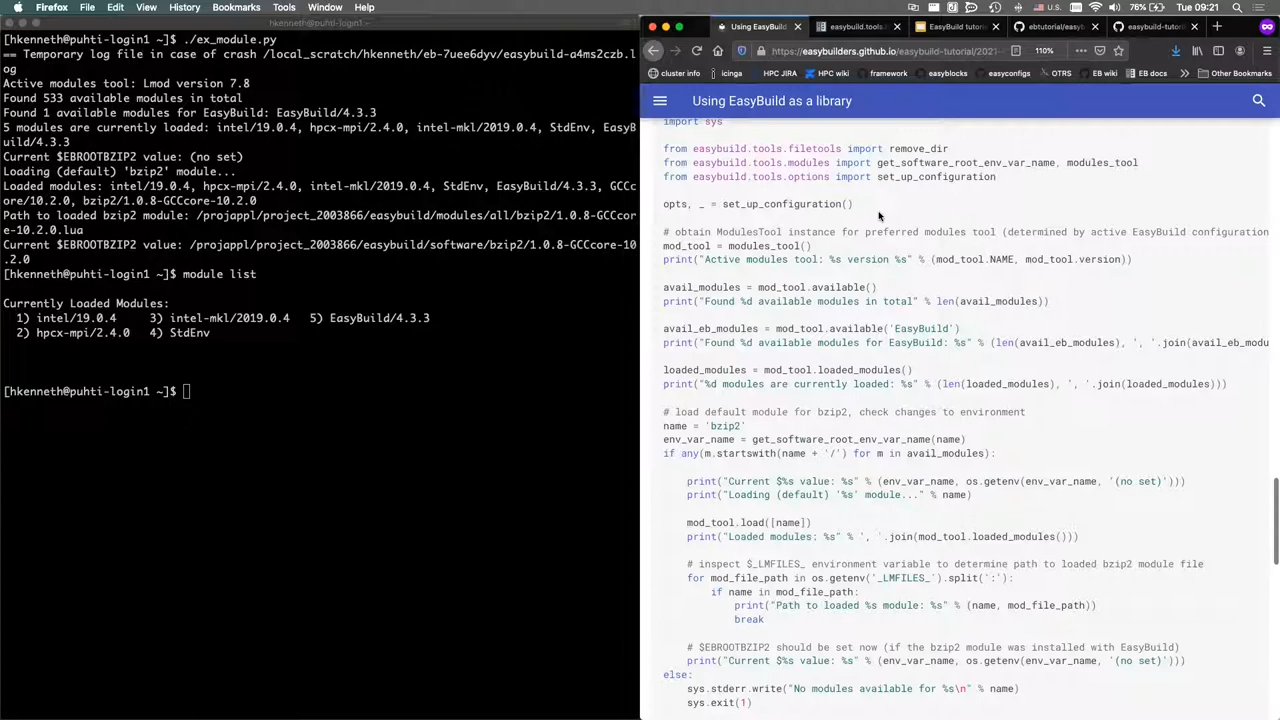 Firefox File Edit View History Bookmarks Tools Window Help
U.S. 76% Tue 09:21
hkenneth@puhti-login1:~
[hkenneth@puhti-login1 ~]$ ./ex_module.py
== Temporary log file in case of crash /local_scratch/hkenneth/eb-7uee6dyv/easybuild-a4ms2czb.l
og
Active modules tool: Lmod version 7.8
Found 533 available modules in total
Found 1 available modules for EasyBuild: EasyBuild/4.3.3
5 modules are currently loaded: intel/19.0.4, hpcx-mpi/2.4.0, intel-mkl/2019.0.4, StdEnv, EasyB
uild/4.3.3
Current $EBROOTBZIP2 value: (no set)
Loading (default) 'bzip2' module...
Loaded modules: intel/19.0.4, hpcx-mpi/2.4.0, intel-mkl/2019.0.4, StdEnv, EasyBuild/4.3.3, GCCc
ore/10.2.0, bzip2/1.0.8-GCCcore-10.2.0
Path to loaded bzip2 module: /projappl/project_2003866/easybuild/modules/all/bzip2/1.0.8-GCCcor
e-10.2.0.lua
Current $EBROOTBZIP2 value: /projappl/project_2003866/easybuild/software/bzip2/1.0.8-GCCcore-10
.2.0
[hkenneth@puhti-login1 ~]$ module list
Currently Loaded Modules:
1) intel/19.0.4 3) intel-mkl/2019.0.4 5) EasyBuild/4.3.3
2) hpcx-mpi/2.4.0 4) StdEnv
[hkenneth@puhti-login1 ~]$
Using EasyBuild easybuild.tools EasyBuild tutori ebtutorial/easyb easybuild-tutori
https://easybuilders.github.io/easybuild-tutorial/2021- 110%
cluster info icinga HPC JIRA HPC wiki framework easyblocks easyconfigs OTRS EB wiki EB docs Other Bookmarks
Using EasyBuild as a library
import sys
from easybuild.tools.filetools import remove_dir
from easybuild.tools.modules import get_software_root_env_var_name, modules_tool
from easybuild.tools.options import set_up_configuration
opts, _ = set_up_configuration()
# obtain ModulesTool instance for preferred modules tool (determined by active EasyBuild configuration
mod_tool = modules_tool()
print("Active modules tool: %s version %s" % (mod_tool.NAME, mod_tool.version))
avail_modules = mod_tool.available()
print("Found %d available modules in total" % len(avail_modules))
avail_eb_modules = mod_tool.available('EasyBuild')
print("Found %d available modules for EasyBuild: %s" % (len(avail_eb_modules), ', '.join(avail_eb_modu
loaded_modules = mod_tool.loaded_modules()
print("%d modules are currently loaded: %s" % (len(loaded_modules), ', '.join(loaded_modules)))
# load default module for bzip2, check changes to environment
name = 'bzip2'
env_var_name = get_software_root_env_var_name(name)
if any(m.startswith(name + '/') for m in avail_modules):
print("Current $%s value: %s" % (env_var_name, os.getenv(env_var_name, '(no set)')))
print("Loading (default) '%s' module..." % name)
mod_tool.load([name])
print("Loaded modules: %s" % ', '.join(mod_tool.loaded_modules()))
# inspect $_LMFILES_ environment variable to determine path to loaded bzip2 module file
for mod_file_path in os.getenv('_LMFILES_').split(':'):
if name in mod_file_path:
print("Path to loaded %s module: %s" % (name, mod_file_path))
break
# $EBROOTBZIP2 should be set now (if the bzip2 module was installed with EasyBuild)
print("Current $%s value: %s" % (env_var_name, os.getenv(env_var_name, '(no set)')))
else:
sys.stderr.write("No modules available for %s\n" % name)
sys.exit(1)